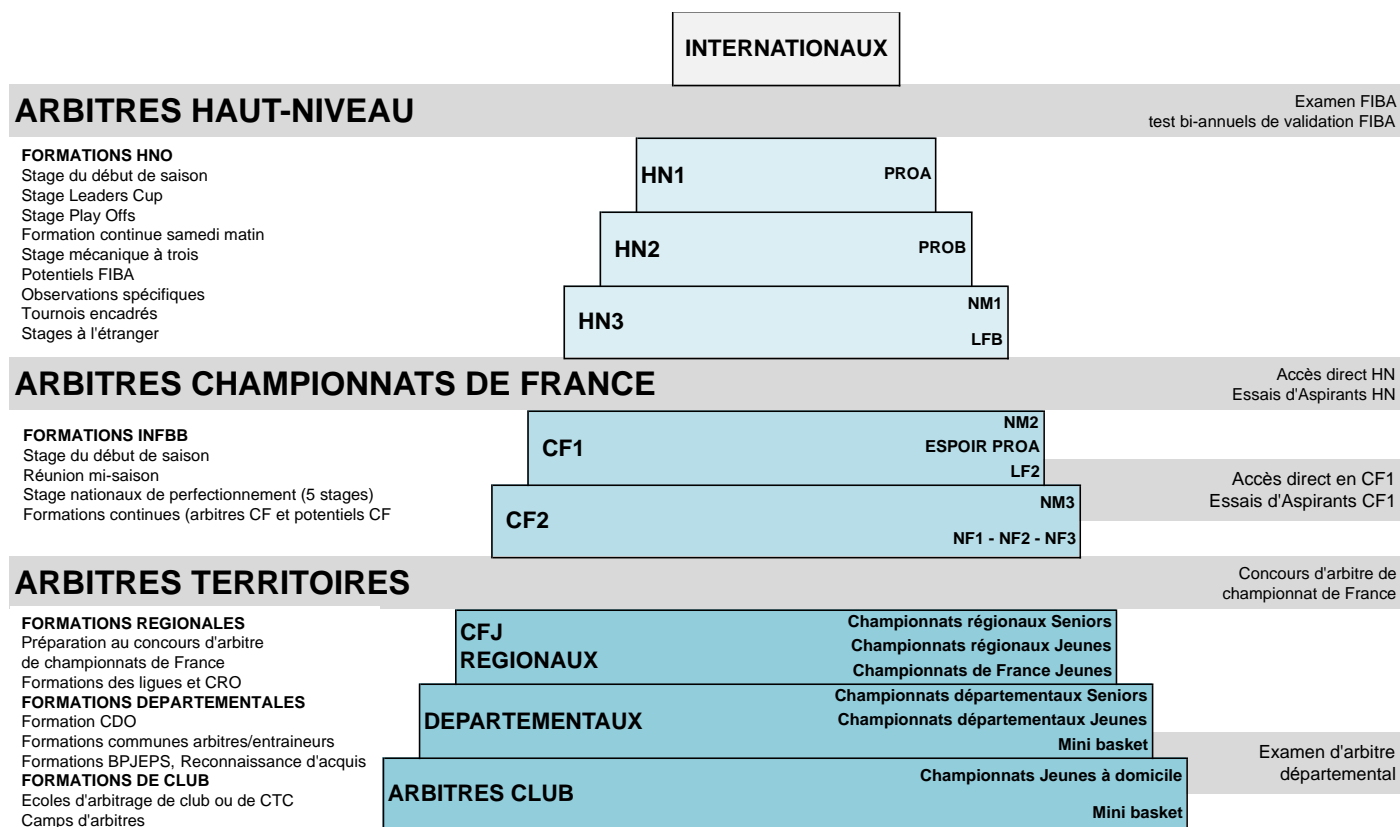 INTERNATIONAUX
ARBITRES HAUT-NIVEAU
Examen FIBA
test bi-annuels de validation FIBA
FORMATIONS HNO
Stage du début de saison
Stage Leaders Cup
Stage Play Offs
Formation continue samedi matin
Stage mécanique à trois
Potentiels FIBA
Observations spécifiques
Tournois encadrés
Stages à l'étranger
HN1
PROA
HN2
PROB
HN3
NM1
LFB
ARBITRES CHAMPIONNATS DE FRANCE
Accès direct HN
Essais d'Aspirants HN
FORMATIONS INFBB
Stage du début de saison
Réunion mi-saison
Stage nationaux de perfectionnement (5 stages)
Formations continues (arbitres CF et potentiels CF
CF1
NM2
ESPOIR PROA
LF2
Accès direct en CF1
Essais d'Aspirants CF1
CF2
NM3
NF1 - NF2 - NF3
ARBITRES TERRITOIRES
Concours d'arbitre de
championnat de France
FORMATIONS REGIONALES
Préparation au concours d'arbitre
de championnats de France
Formations des ligues et CRO
FORMATIONS DEPARTEMENTALES
Formation CDO
Formations communes arbitres/entraineurs
Formations BPJEPS, Reconnaissance d'acquis
FORMATIONS DE CLUB
Ecoles d'arbitrage de club ou de CTC
Camps d'arbitres
CFJ
REGIONAUX
Championnats régionaux Seniors
Championnats régionaux Jeunes
Championnats de France Jeunes
DEPARTEMENTAUX
Championnats départementaux Seniors
Championnats départementaux Jeunes
Mini basket
Examen d'arbitre
départemental
ARBITRES CLUB
Championnats Jeunes à domicile
Mini basket